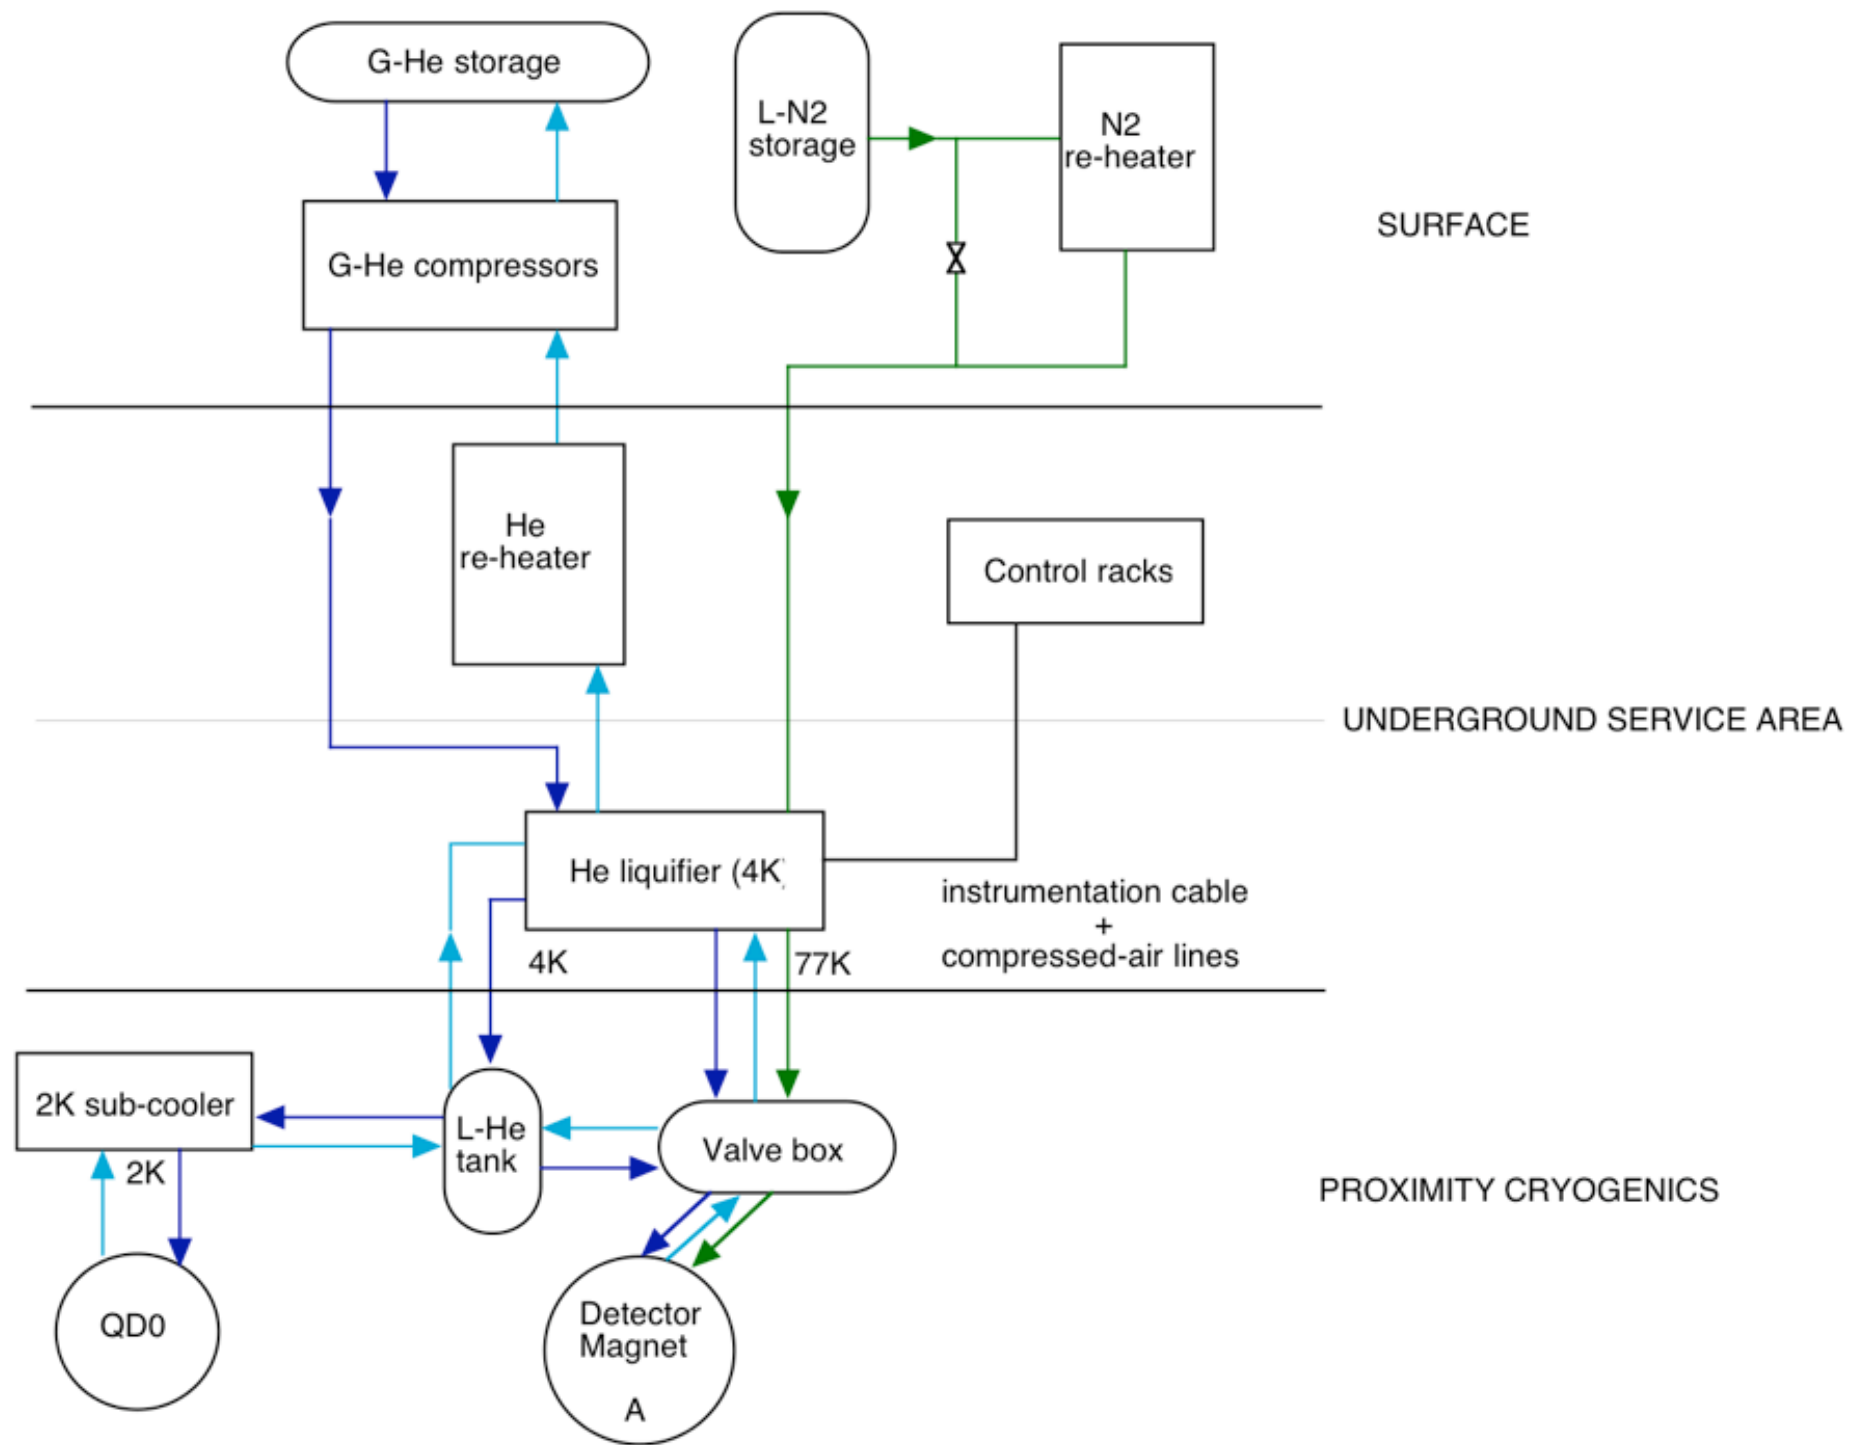 G-He storage
L-N2
storage
N2
re-heater
SURFACE
G-He compressors
He
re-heater
Control racks
UNDERGROUND SERVICE AREA
He liquifier (4K)
instrumentation cable
+
compressed-air lines
4K
77K
2K sub-cooler
L-He
tank
Valve box
2K
PROXIMITY CRYOGENICS
QD0
Detector
Magnet
A